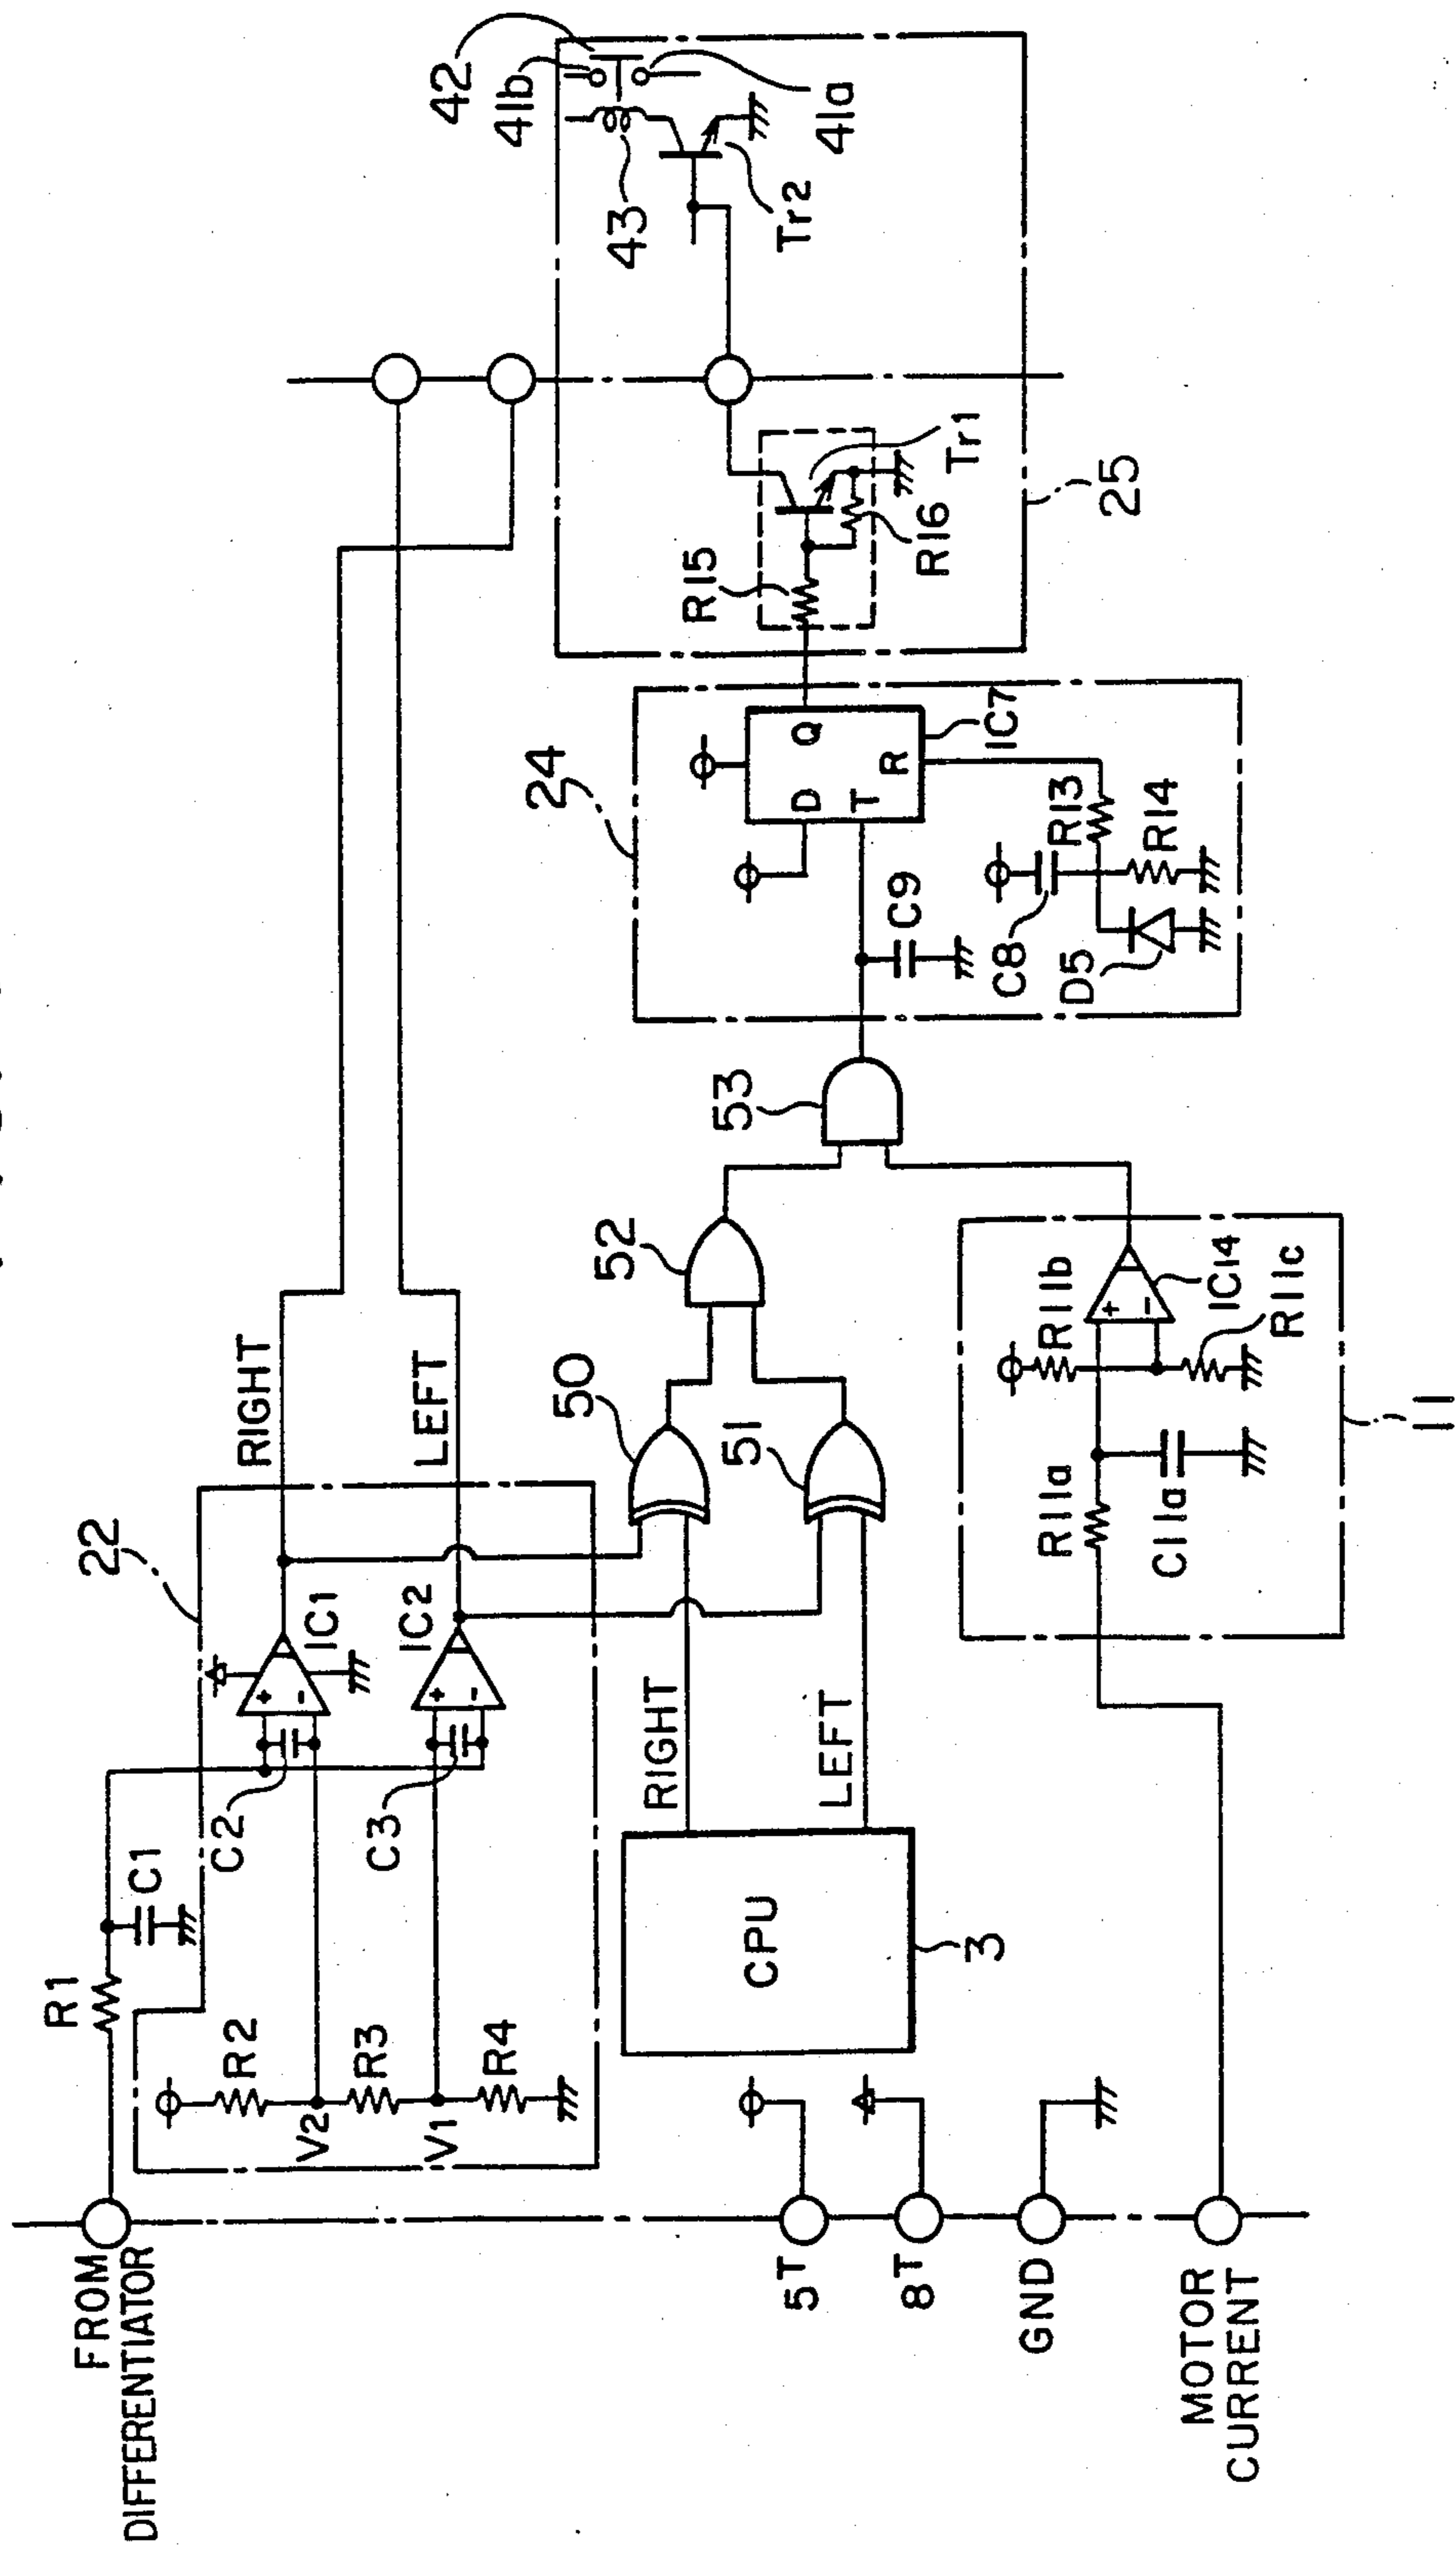 FROM
DIFFERENTIATOR
R1
C1
22
R2
V2
R3
V1
R4
C2
C3
+
-
IC1
+
-
IC2
RIGHT
LEFT
5T
8T
GND
MOTOR
CURRENT
CPU
3
RIGHT
LEFT
50
51
52
53
R11a
C11a
R11b
+
-
IC14
R11c
11
24
D
Q
T
R
IC7
C9
C8
R13
R14
D5
R15
R16
Tr1
25
42
41b
41a
43
Tr2